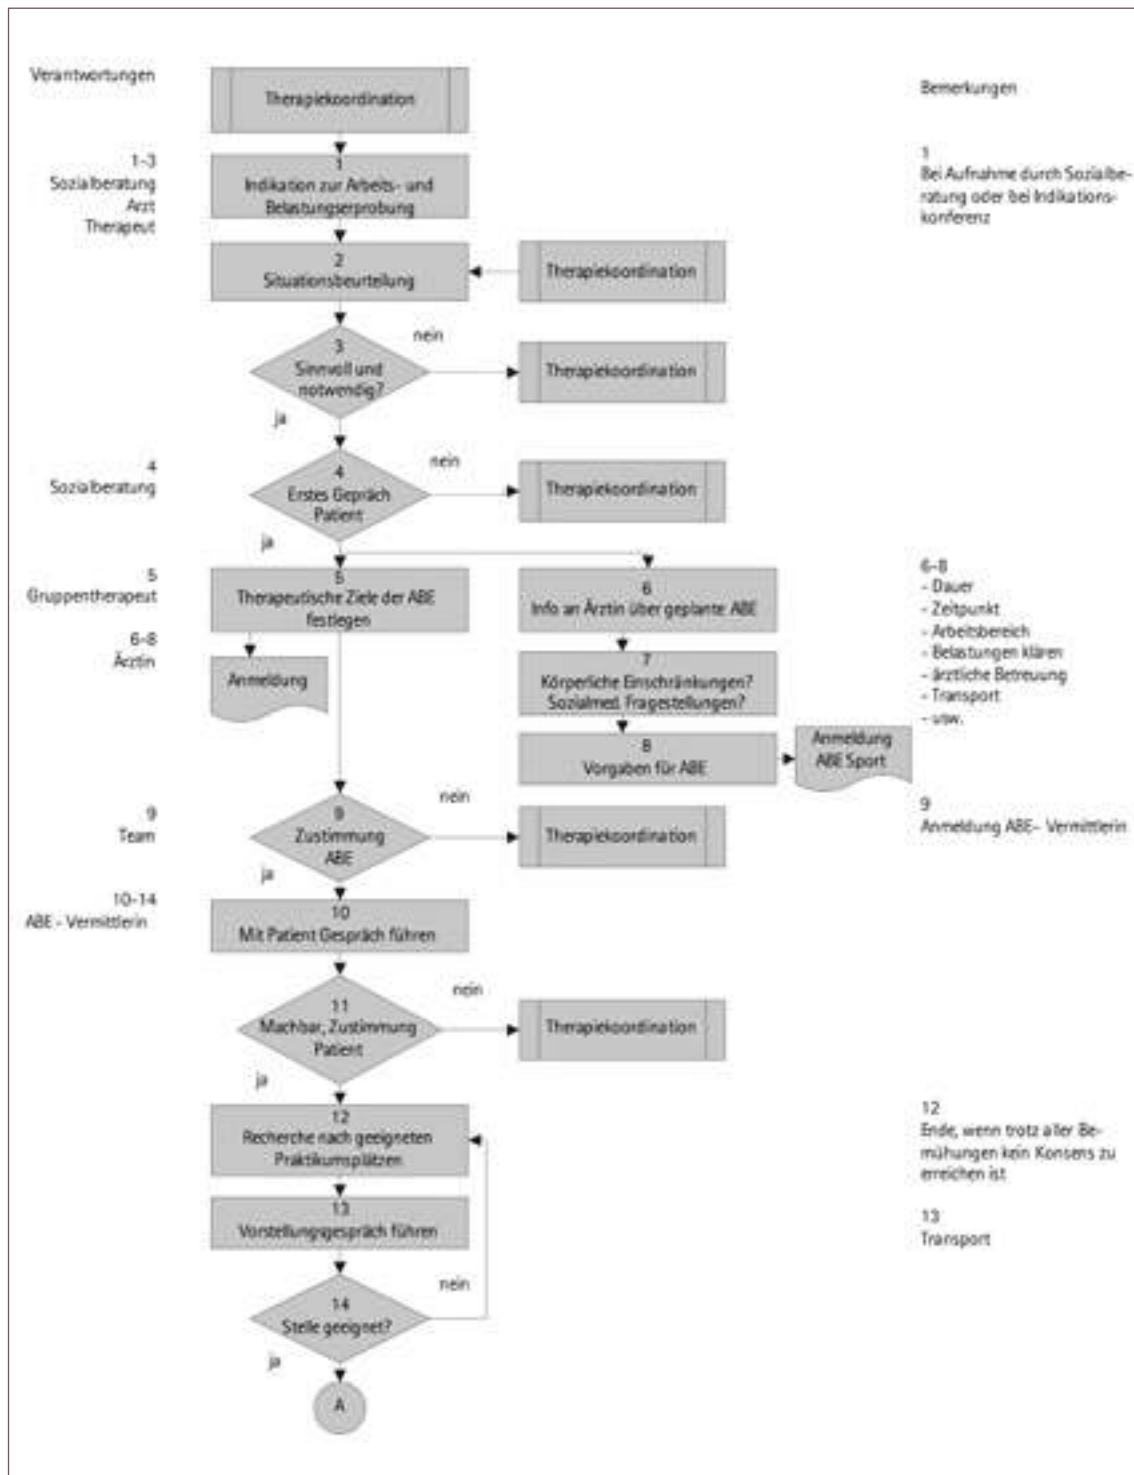 Verantwortungen
Therapiekoordination
Bemerkungen
1-3
Sozialberatung
Arzt
Therapeut
1
Indikation zur Arbeits- und
Belastungserprobung
1
Bei Aufnahme durch Sozialbe-
ratung oder bei Indikations-
konferenz
2
Situationsbeurteilung
Therapiekoordination
3
Sinnvoll und
notwendig?
nein
Therapiekoordination
ja
4
Sozialberatung
4
Erstes Gepräch
Patient
nein
Therapiekoordination
ja
5
Gruppentherapeut
5
Therapeutische Ziele der ABE
festlegen
6
Info an Ärztin über geplante ABE
6-8
- Dauer
- Zeitpunkt
- Arbeitsbereich
- Belastungen klären
- ärztliche Betreuung
- Transport
- usw.
6-8
Ärztin
Anmeldung
7
Körperliche Einschränkungen?
Sozialmed. Fragestellungen?
8
Vorgaben für ABE
Anmeldung
ABE Sport
9
Team
9
Zustimmung
ABE
nein
Therapiekoordination
9
Anmeldung ABE- Vermittlerin
ja
10-14
ABE - Vermittlerin
10
Mit Patient Gespräch führen
11
Machbar, Zustimmung
Patient
nein
Therapiekoordination
ja
12
Recherche nach geeigneten
Praktikumsplätzen
12
Ende, wenn trotz aller Be-
mühungen kein Konsens zu
erreichen ist
13
Vorstellungsgespräch führen
13
Transport
14
Stelle geeignet?
nein
ja
A